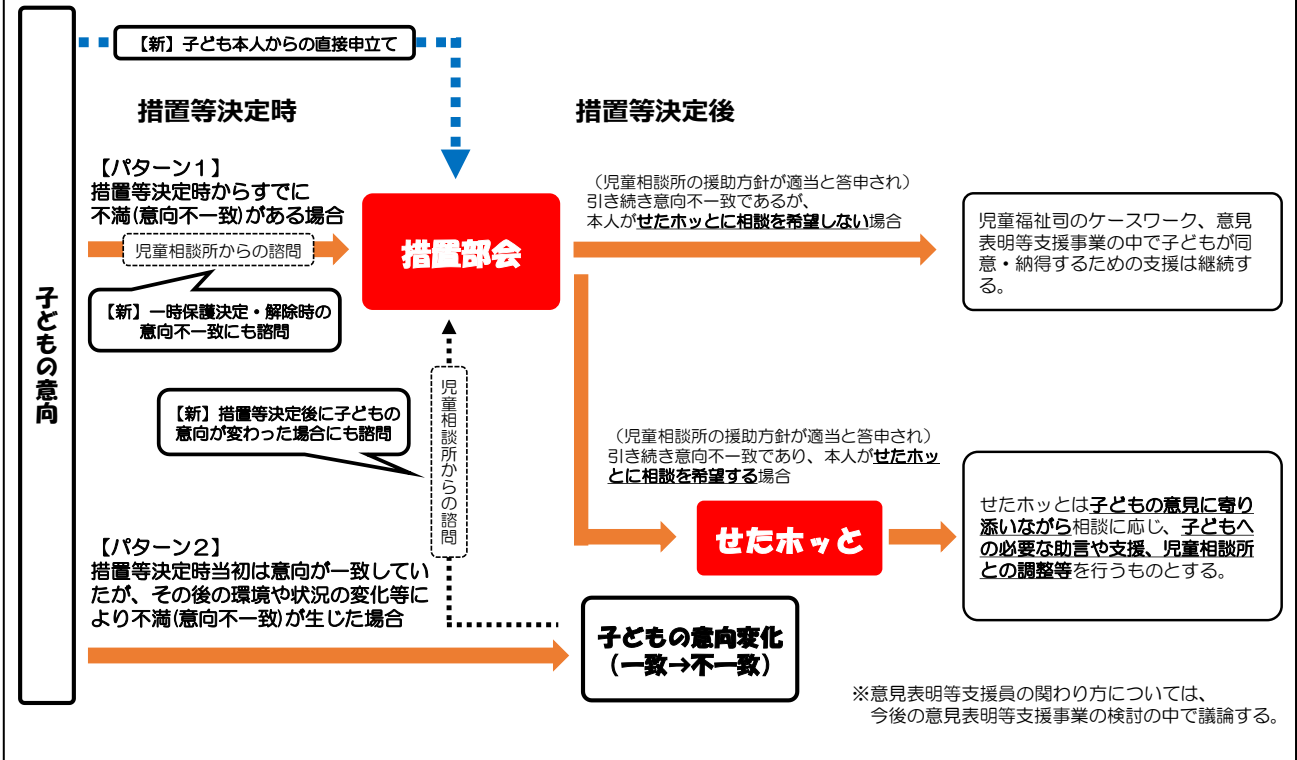 【新】子ども本人からの直接申立て
措置等決定時
措置等決定後
子どもの意向
【パターン1】
措置等決定時からすでに
不満(意向不一致)がある場合
児童相談所からの諮問
【新】一時保護決定・解除時の
意向不一致にも諮問
措置部会
（児童相談所の援助方針が適当と答申され）
引き続き意向不一致であるが、
本人がせたホッとに相談を希望しない場合
児童福祉司のケースワーク、意見
表明等支援事業の中で子どもが同
意・納得するための支援は継続す
る。
【新】措置等決定後に子どもの
意向が変わった場合にも諮問
児童相談所からの諮問
（児童相談所の援助方針が適当と答申され）
引き続き意向不一致であり、本人がせたホッ
とに相談を希望する場合
せたホッと
せたホッとは子どもの意見に寄り
添いながら相談に応じ、子どもへ
の必要な助言や支援、児童相談所
との調整等を行うものとする。
【パターン2】
措置等決定時当初は意向が一致してい
たが、その後の環境や状況の変化等に
より不満(意向不一致)が生じた場合
子どもの意向変化
(一致→不一致)
※意見表明等支援員の関わり方については、
今後の意見表明等支援事業の検討の中で議論する。